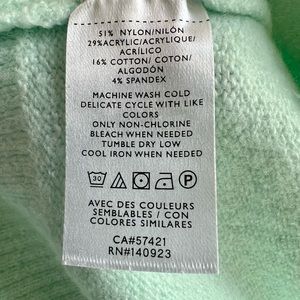 51% NYLON/NILÓN
29%ACRYLIC/ACRYLIQUE/
ACRÍLICO
16% COTTON/ COTON/
ALGODÓN
4% SPANDEX
MACHINE WASH COLD
DELICATE CYCLE WITH LIKE
COLORS
ONLY NON-CHLORINE
BLEACH WHEN NEEDED
TUMBLE DRY LOW
COOL IRON WHEN NEEDED
30 P
AVEC DES COULEURS
SEMBLABLES / CON
COLORES SIMILARES
CA#57421
RN#140923